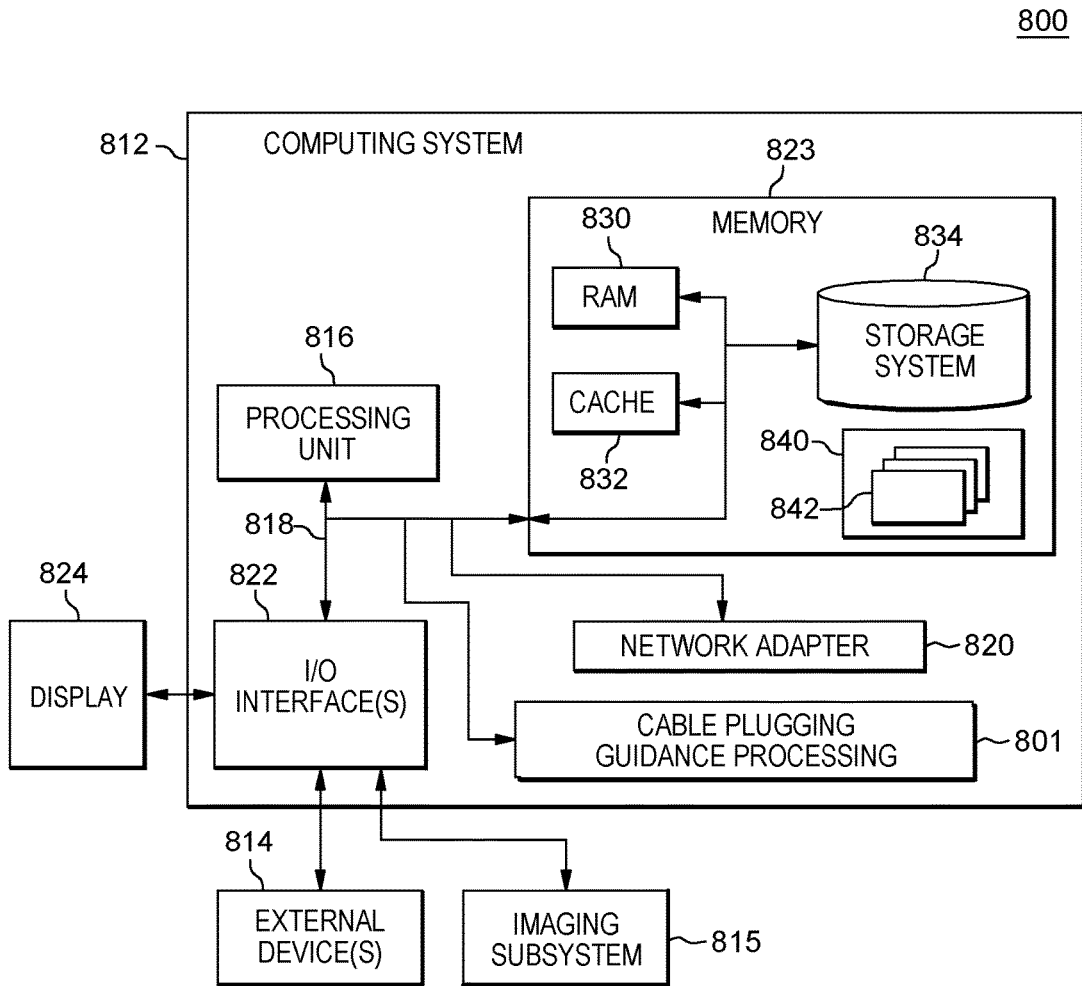 800
812
COMPUTING SYSTEM
823
MEMORY
830
RAM
834
STORAGE
SYSTEM
816
PROCESSING
UNIT
CACHE
832
840
842
818
824
822
DISPLAY
I/O
INTERFACE(S)
NETWORK ADAPTER
820
CABLE PLUGGING
GUIDANCE PROCESSING
801
814
EXTERNAL
DEVICE(S)
IMAGING
SUBSYSTEM
815